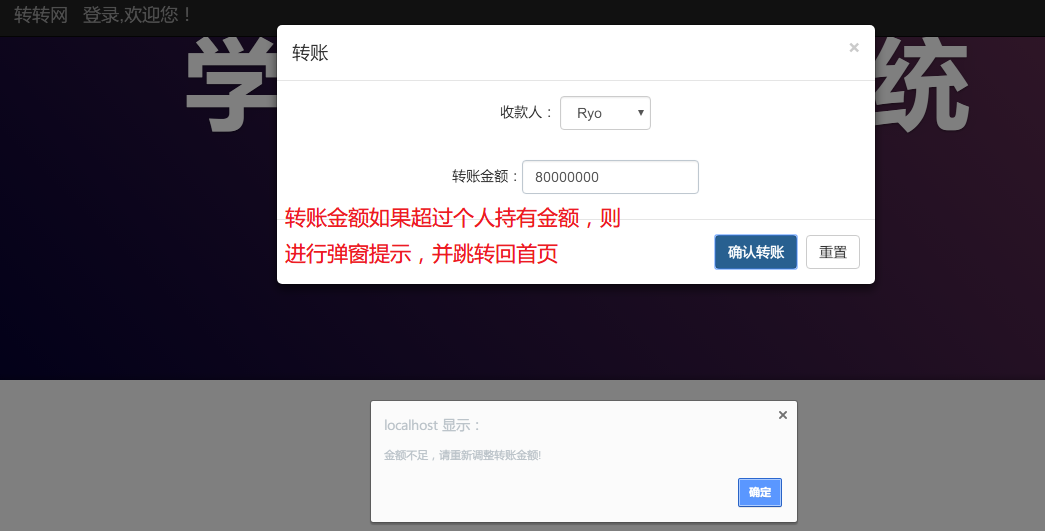 转转网 登录,欢迎您！
学 统
转账
×
收款人： Ryo
转账金额： 80000000
转账金额如果超过个人持有金额，则
进行弹窗提示，并跳转回首页
确认转账 重置
localhost 显示：
×
金额不足，请重新调整转账金额!
确定